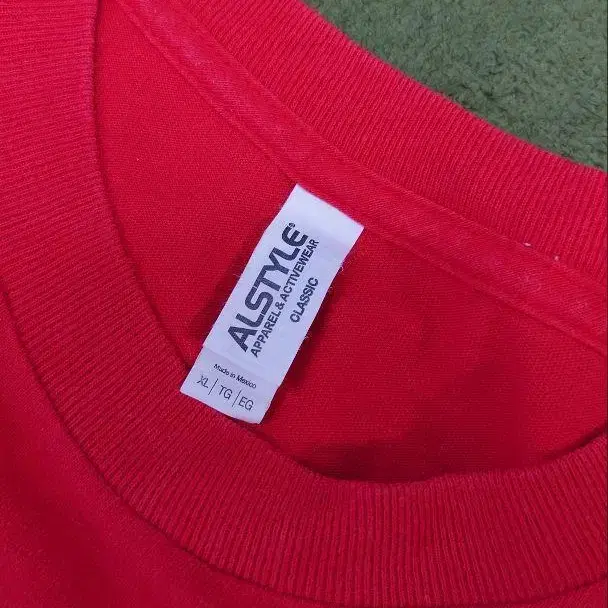 ALSTYLE®
APPAREL & ACTIVEWEAR
CLASSIC
Made in Mexico
XL | TG | EG